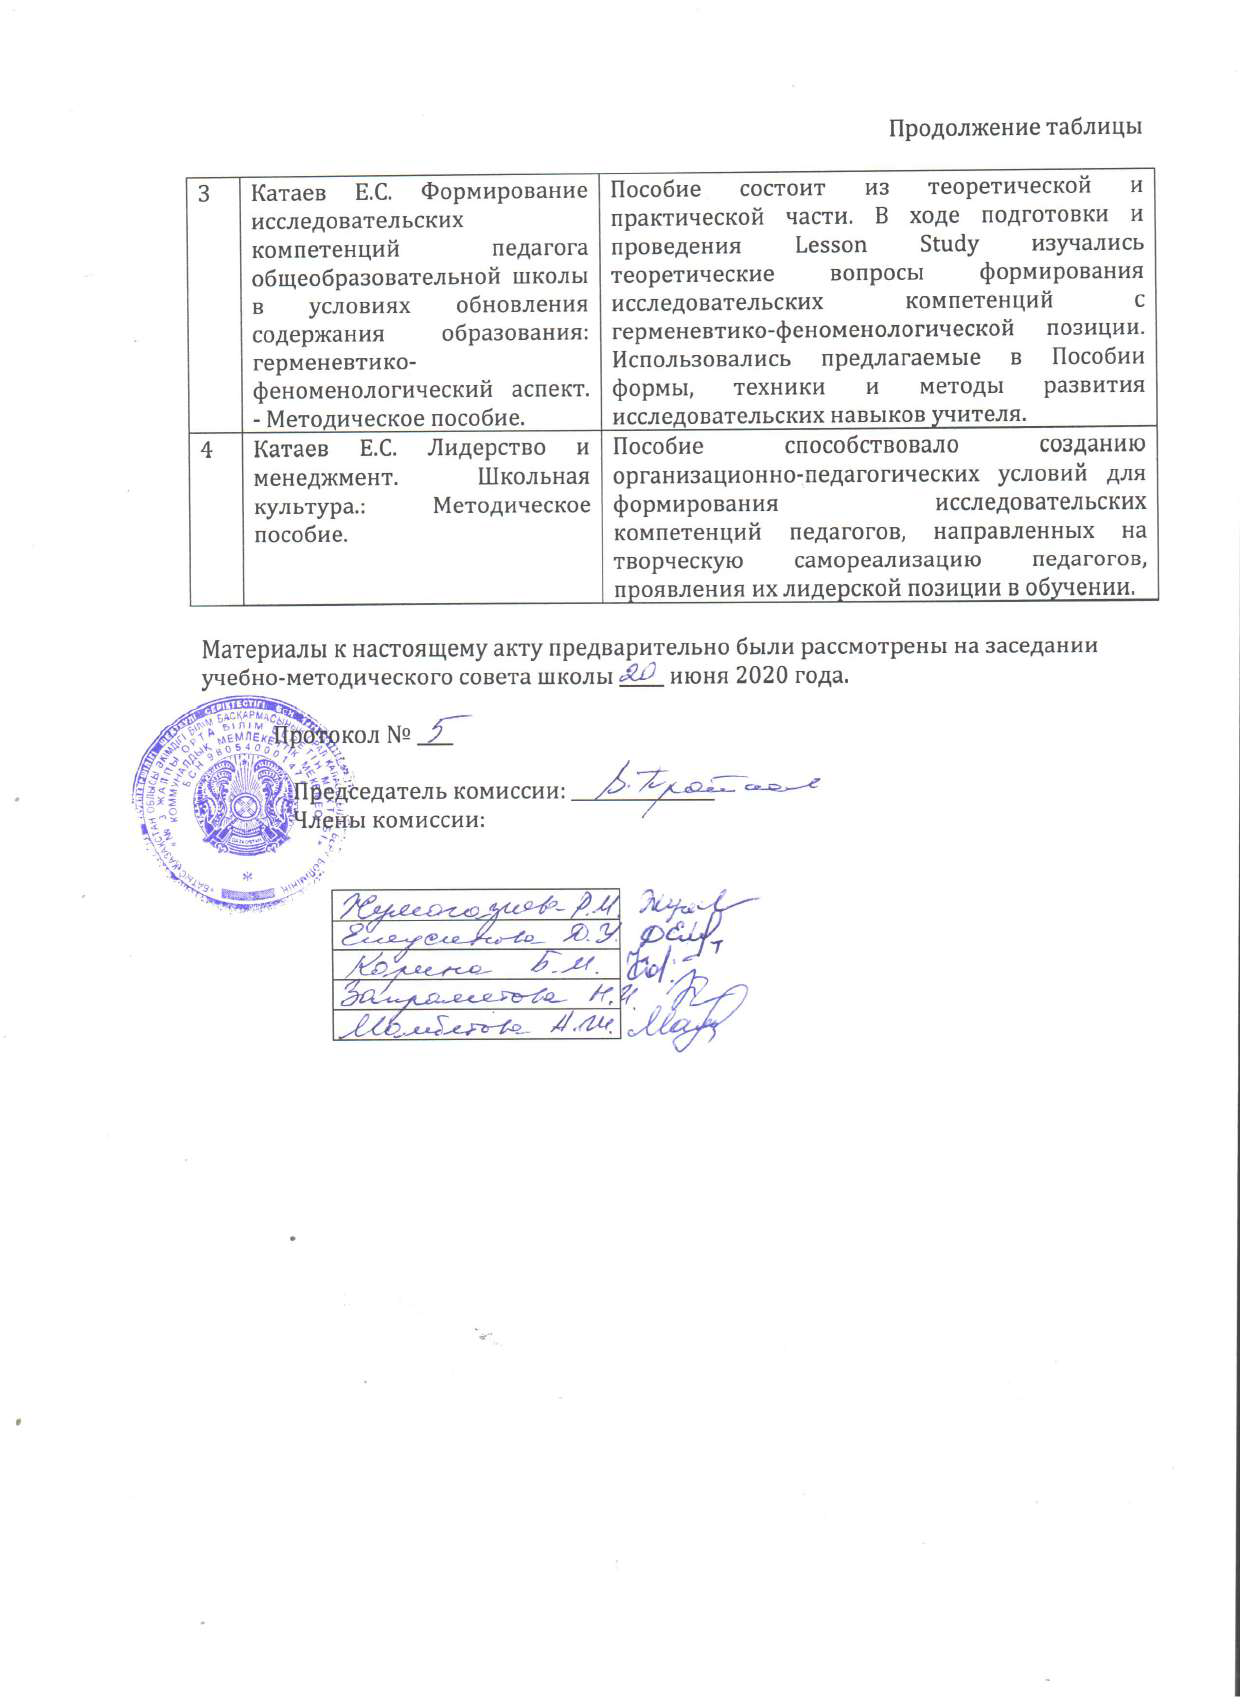 Продолжение таблицы
3
Катаев Е.С. Формирование
исследовательских
компетенций педагога
общеобразовательной школы
в условиях обновления
содержания образования:
герменевтико-
феноменологический аспект.
- Методическое пособие.
Пособие состоит из теоретической и
практической части. В ходе подготовки и
проведения Lesson Study изучались
теоретические вопросы формирования
исследовательских компетенций с
герменевтико-феноменологической позиции.
Использовались предлагаемые в Пособии
формы, техники и методы развития
исследовательских навыков учителя.
4
Катаев Е.С. Лидерство и
менеджмент. Школьная
культура.: Методическое
пособие.
Пособие способствовало созданию
организационно-педагогических условий для
формирования исследовательских
компетенций педагогов, направленных на
творческую самореализацию педагогов,
проявления их лидерской позиции в обучении.
Материалы к настоящему акту предварительно были рассмотрены на заседании
учебно-методического совета школы 20 июня 2020 года.
Протокол № 5
Председатель комиссии:
Члены комиссии:
Р.М.
Д.У.
Карина Б.М.
Запраметова Н.И.
Мамбетова А.Ш.